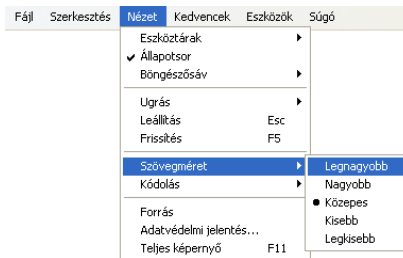 Fájl Szerkesztés Nézet Kedvencek Eszközök Súgó
Eszköztárak
Állapotsor
Böngészősáv
Ugrás
Leállítás Esc
Frissítés F5
Szövegméret Legnagyobb
Kódolás Nagyobb
Közepes
Forrás Kisebb
Adatvédelmi jelentés... Legkisebb
Teljes képernyő F11